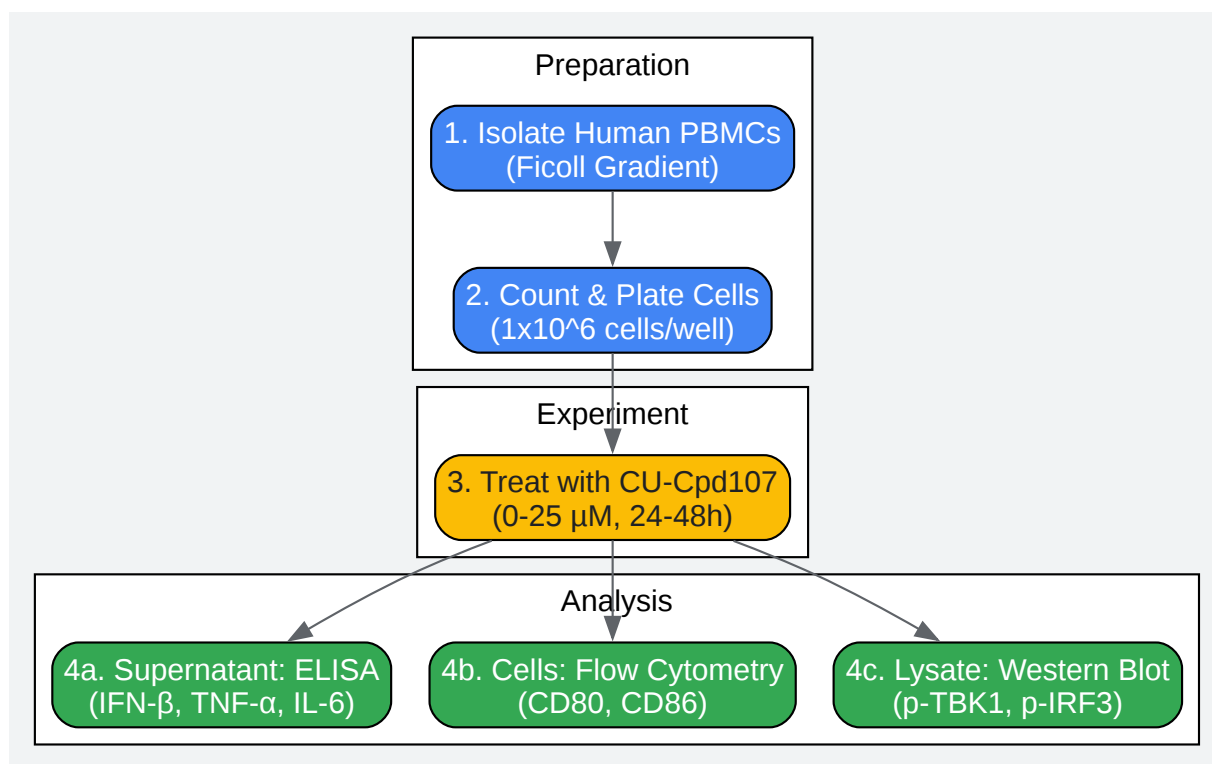 Preparation
1. Isolate Human PBMCs
(Ficoll Gradient)
2. Count & Plate Cells
(1x10^6 cells/well)
Experiment
3. Treat with CU-Cpd107
(0-25 µM, 24-48h)
Analysis
4a. Supernatant: ELISA
(IFN-β, TNF-α, IL-6)
4b. Cells: Flow Cytometry
(CD80, CD86)
4c. Lysate: Western Blot
(p-TBK1, p-IRF3)